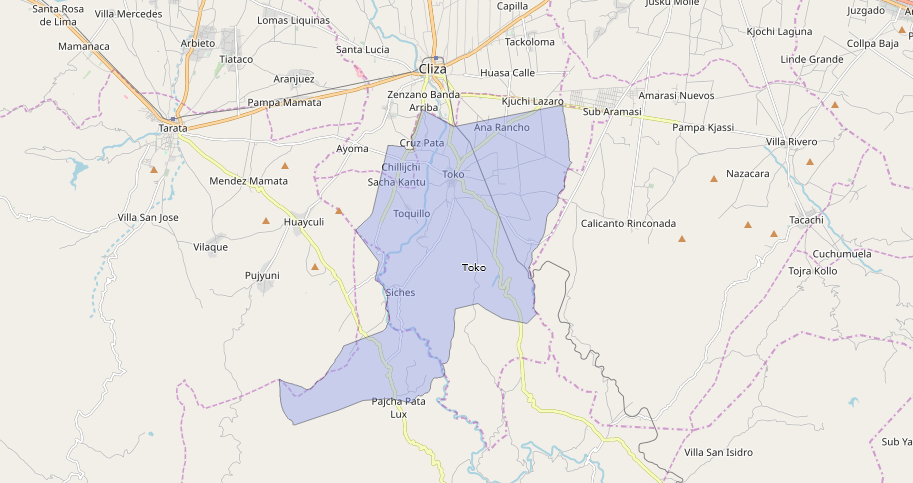 Santa Rosa
de Lima
Villa Mercedes
Capilla
Jusku Molle
Juzgado
Lomas Liquinas
Mamanaca
Arbieto
Tiataco
Santa Lucia
Tackoloma
Kjochi Laguna
Collpa Baja
Linde Grande
Cliza
Huasa Calle
Aranjuez
Pampa Mamata
Zenzano Banda
Arriba
Kjuchi Lazaro
Amarasi Nuevos
Sub Aramasi
Tarata
Ana Rancho
Pampa Kjassi
Ayoma
Cruz Pata
Villa Rivero
Chillijchi
Toko
Nazacara
Mendez Mamata
Sacha Kantu
Villa San Jose
Huayculi
Toquillo
Calicanto Rinconada
Tacachi
Vilaque
Cuchumuela
Pujyuni
Toko
Tojra Kollo
Siches
Pajcha Pata
Lux
Villa San Isidro
Sub Ya